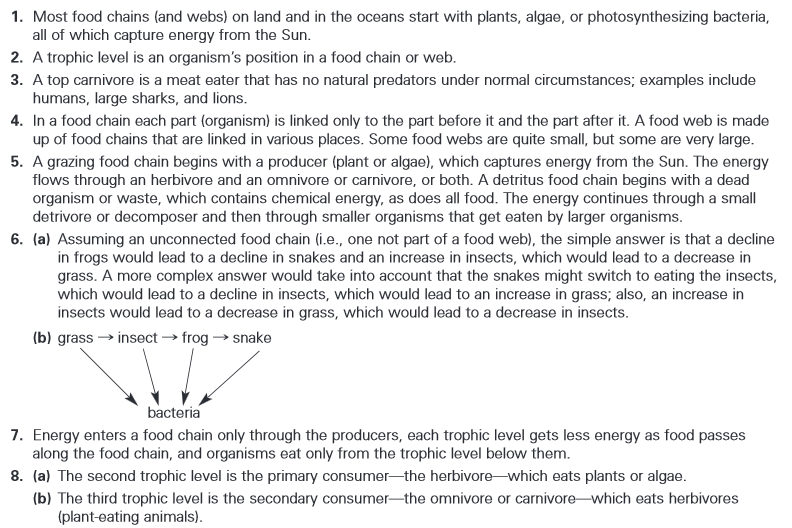 1. Most food chains (and webs) on land and in the oceans start with plants, algae, or photosynthesizing bacteria,
all of which capture energy from the Sun.
2. A trophic level is an organism's position in a food chain or web.
3. A top carnivore is a meat eater that has no natural predators under normal circumstances; examples include
humans, large sharks, and lions.
4. In a food chain each part (organism) is linked only to the part before it and the part after it. A food web is made
up of food chains that are linked in various places. Some food webs are quite small, but some are very large.
5. A grazing food chain begins with a producer (plant or algae), which captures energy from the Sun. The energy
flows through an herbivore and an omnivore or carnivore, or both. A detritus food chain begins with a dead
organism or waste, which contains chemical energy, as does all food. The energy continues through a small
detrivore or decomposer and then through smaller organisms that get eaten by larger organisms.
6. (a) Assuming an unconnected food chain (i.e., one not part of a food web), the simple answer is that a decline
in frogs would lead to a decline in snakes and an increase in insects, which would lead to a decrease in
grass. A more complex answer would take into account that the snakes might switch to eating the insects,
which would lead to a decline in insects, which would lead to an increase in grass; also, an increase in
insects would lead to a decrease in grass, which would lead to a decrease in insects.
(b) grass → insect → frog → snake
bacteria
7. Energy enters a food chain only through the producers, each trophic level gets less energy as food passes
along the food chain, and organisms eat only from the trophic level below them.
8. (a) The second trophic level is the primary consumer—the herbivore—which eats plants or algae.
(b) The third trophic level is the secondary consumer—the omnivore or carnivore—which eats herbivores
(plant-eating animals).